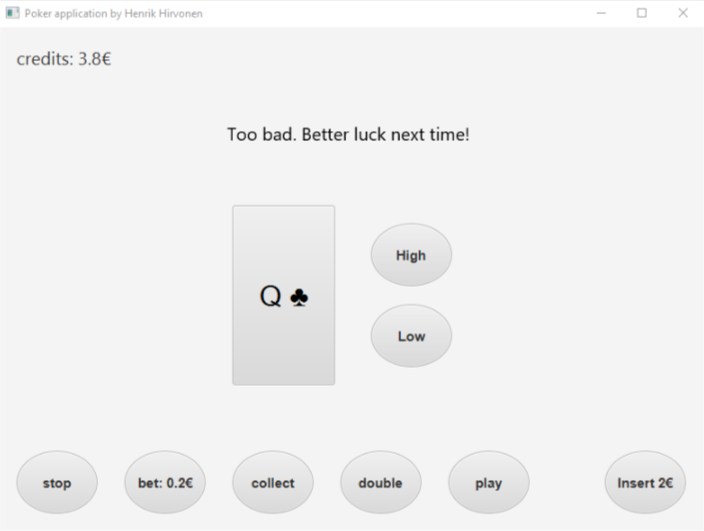 Poker application by Henrik Hirvonen
credits: 3.8€
Too bad. Better luck next time!
Q ♣
High
Low
stop
bet: 0.2€
collect
double
play
Insert 2€